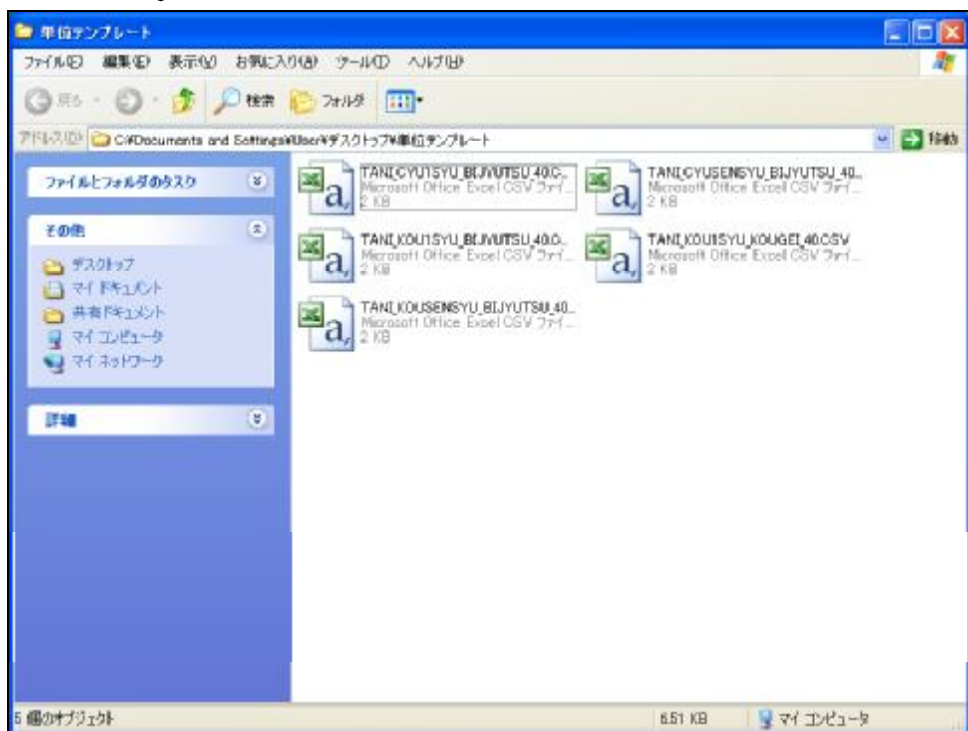 単位テンプレート
ファイル(F) 編集(E) 表示(V) お気に入り(A) ツール(T) ヘルプ(H)
戻る 検索 フォルダ
アドレス(D) C:¥Documents and Settings¥User¥デスクトップ¥単位テンプレート 移動
ファイルとフォルダのタスク
その他
デスクトップ
マイ ドキュメント
共有ドキュメント
マイ コンピュータ
マイ ネットワーク
詳細
TANI_CYU1SYU_BIJYUTSU_40.C...
Microsoft Office Excel CSV ファイ...
2 KB
TANI_CYUSENSYU_BIJYUTSU_40...
Microsoft Office Excel CSV ファイ...
2 KB
TANI_KOU1SYU_BIJYUTSU_40.C...
Microsoft Office Excel CSV ファイ...
2 KB
TANI_KOU1SYU_KOUGEI_40.CSV
Microsoft Office Excel CSV ファイ...
2 KB
TANI_KOUSENSYU_BIJYUTSU_40...
Microsoft Office Excel CSV ファイ...
2 KB
5 個のオブジェクト 6.51 KB マイ コンピュータ